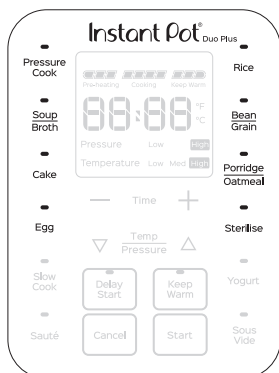 Instant Pot® Duo Plus
Pressure Cook
Rice
Pre-heating Cooking Keep Warm
88:88 °F °C
Soup Broth
Bean Grain
Pressure Low High
Temperature Low Med High
Cake
Porridge Oatmeal
— Time +
Egg
Sterilise
Temp Pressure
Slow Cook
Delay Start
Keep Warm
Yogurt
Sauté
Cancel
Start
Sous Vide